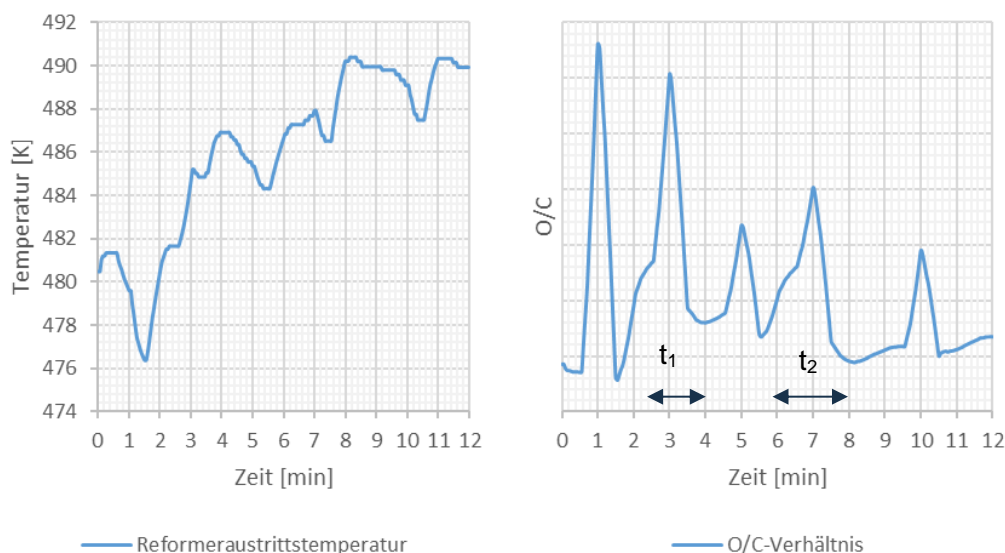 492
490
488
486
484
482
480
478
476
474
Temperatur [K]
0 1 2 3 4 5 6 7 8 9 10 11 12
Zeit [min]
Reformeraustrittstemperatur
O/C
t1
t2
0 1 2 3 4 5 6 7 8 9 10 11 12
Zeit [min]
O/C-Verhältnis